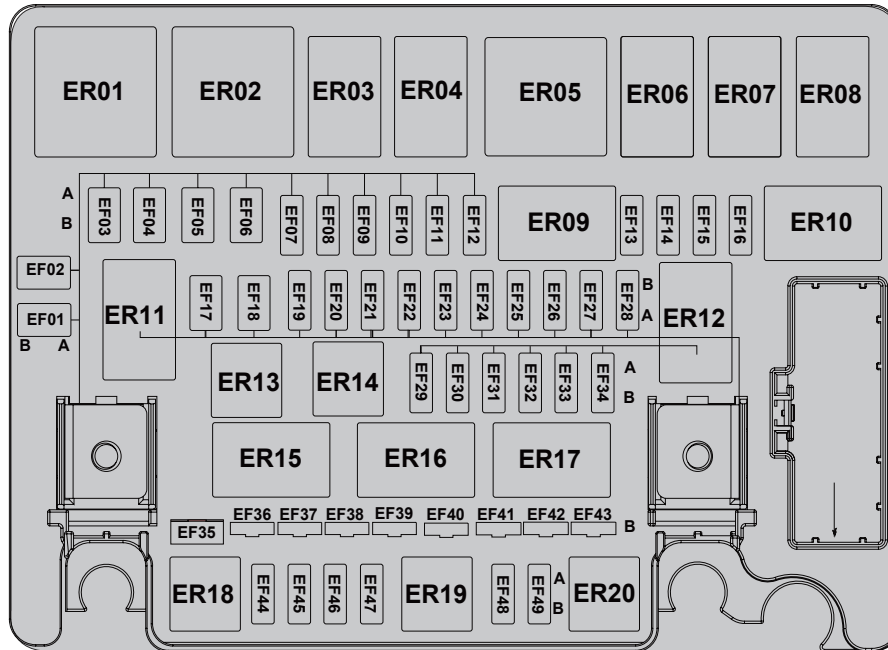 ER01 ER02 ER03 ER04 ER05 ER06 ER07 ER08
A
B
EF03 EF04 EF05 EF06 EF07 EF08 EF09 EF10 EF11 EF12
ER09
EF13 EF14 EF15 EF16
ER10
EF02
EF01
B A
ER11
EF17 EF18 EF19 EF20 EF21 EF22 EF23 EF24 EF25 EF26 EF27 EF28
B
A
ER12
ER13 ER14
EF29 EF30 EF31 EF32 EF33 EF34
A
B
ER15 ER16 ER17
EF35 EF36 EF37 EF38 EF39 EF40 EF41 EF42 EF43 B
ER18
EF44 EF45 EF46 EF47
ER19
EF48 EF49
A
B
ER20